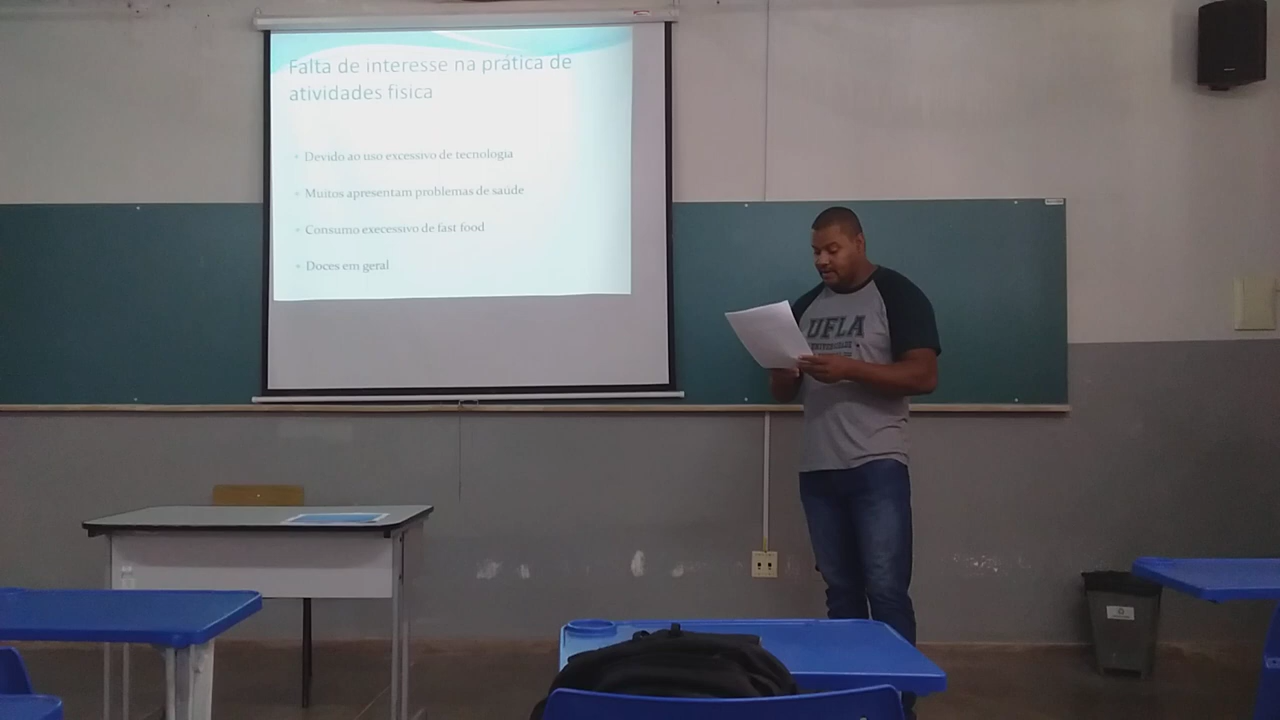 Falta de interesse na prática de
atividades fisica
Devido ao uso excessivo de tecnologia
Muitos apresentam problemas de saude
Consumo execessivo de fast food
Doces em geral
UFLA